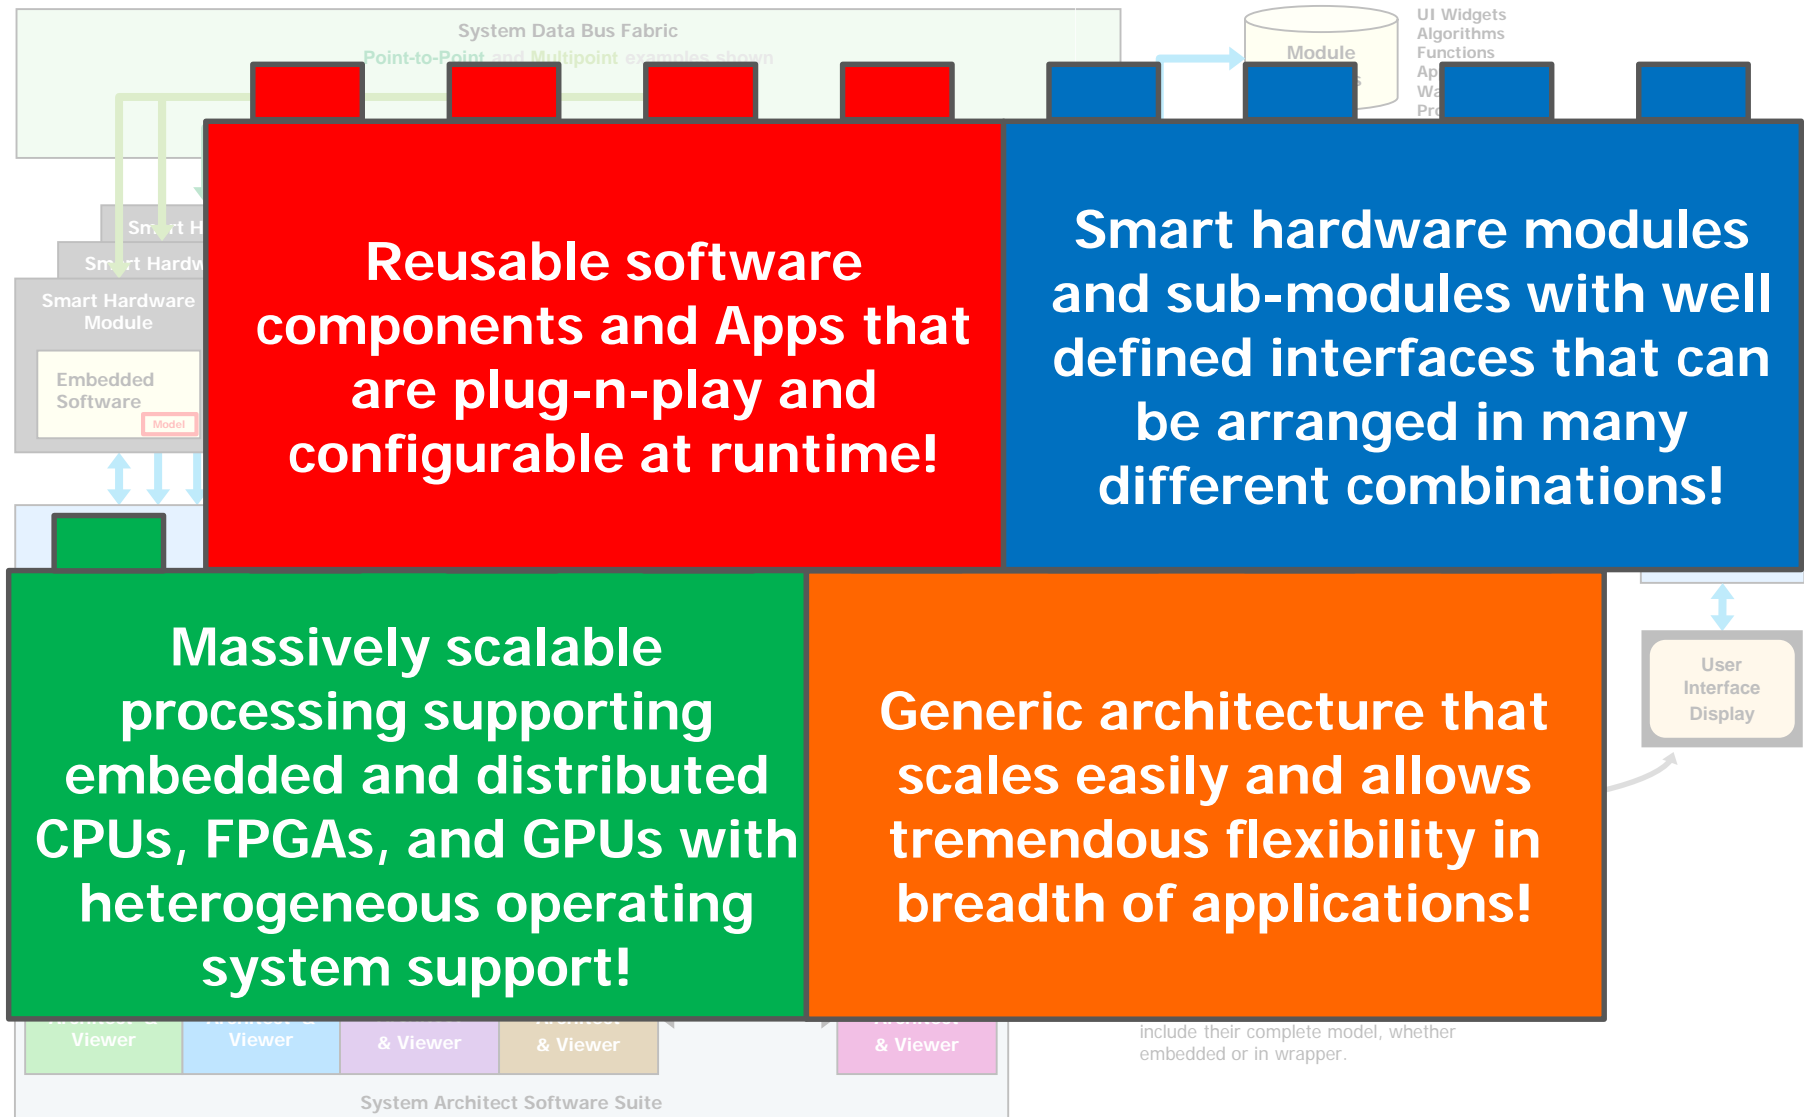 System Data Bus Fabric
Point-to-Point and Multipoint examples shown
Module
UI Widgets
Algorithms
Functions
Smart Hardware
Module
Embedded
Software
Model
Reusable software
components and Apps that
are plug-n-play and
configurable at runtime!
Smart hardware modules
and sub-modules with well
defined interfaces that can
be arranged in many
different combinations!
Massively scalable
processing supporting
embedded and distributed
CPUs, FPGAs, and GPUs with
heterogeneous operating
system support!
Generic architecture that
scales easily and allows
tremendous flexibility in
breadth of applications!
User
Interface
Display
Architect &
Viewer
Architect &
Viewer
& Viewer
Architect
& Viewer
Architect
& Viewer
include their complete model, whether
embedded or in wrapper.
System Architect Software Suite